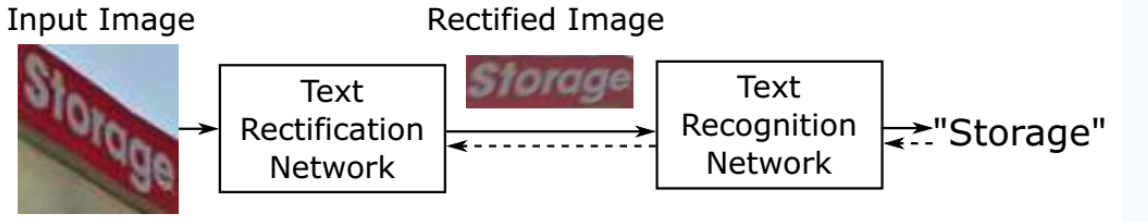 Input Image
Rectified Image
Storage
Text
Rectification
Network
Storage
Text
Recognition
Network
"Storage"